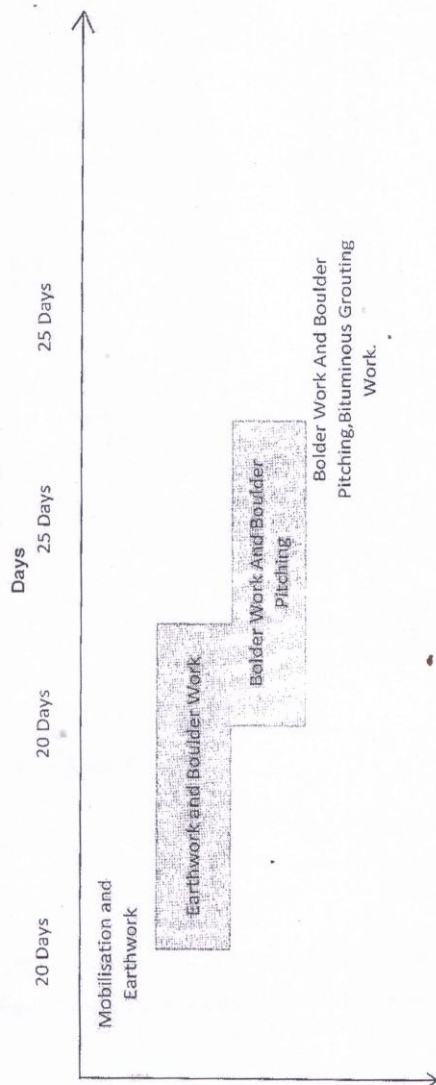 Days
20 Days
20 Days
25 Days
25 Days
Mobilisation and
Earthwork
Earthwork and Boulder Work
Bolder Work And Boulder
Pitching
Bolder Work And Boulder
Pitching,Bituminous Grouting
Work.